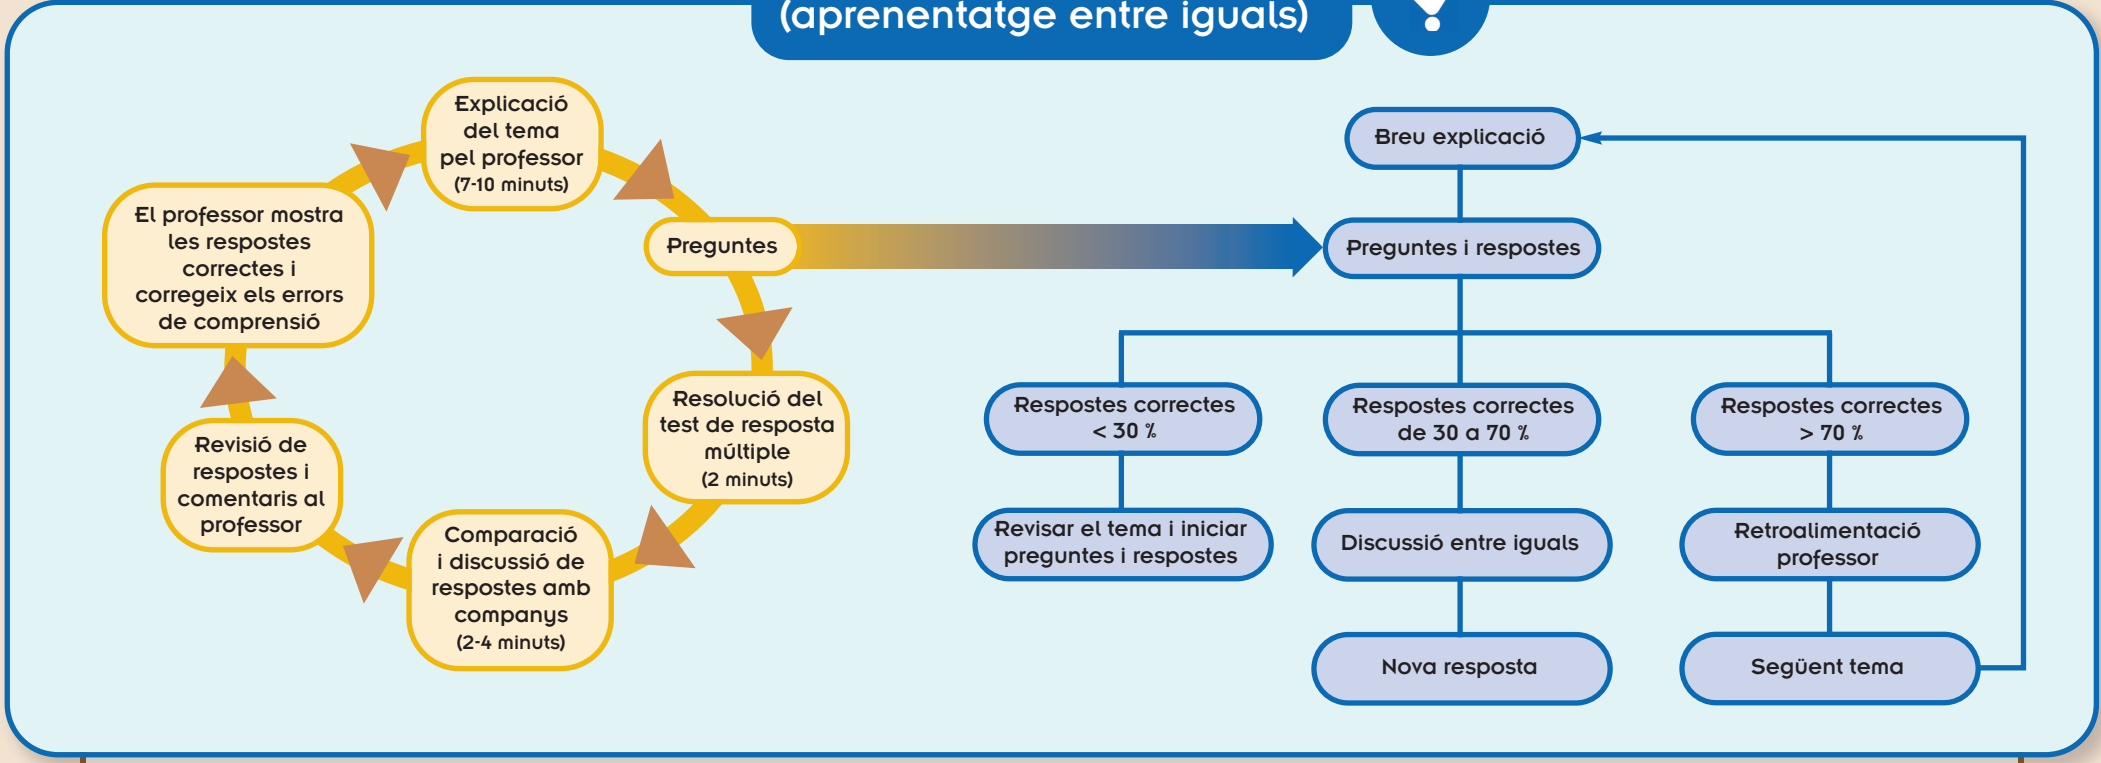 (aprenentatge entre iguals)
Explicació
del tema
pel professor
(7-10 minuts)
Preguntes
Resolució del
test de resposta
múltiple
(2 minuts)
Comparació
i discussió de
respostes amb
companys
(2-4 minuts)
Revisió de
respostes i
comentaris al
professor
El professor mostra
les respostes
correctes i
corregeix els errors
de comprensió
Breu explicació
Preguntes i respostes
Respostes correctes
< 30 %
Revisar el tema i iniciar
preguntes i respostes
Respostes correctes
de 30 a 70 %
Discussió entre iguals
Nova resposta
Respostes correctes
> 70 %
Retroalimentació
professor
Següent tema